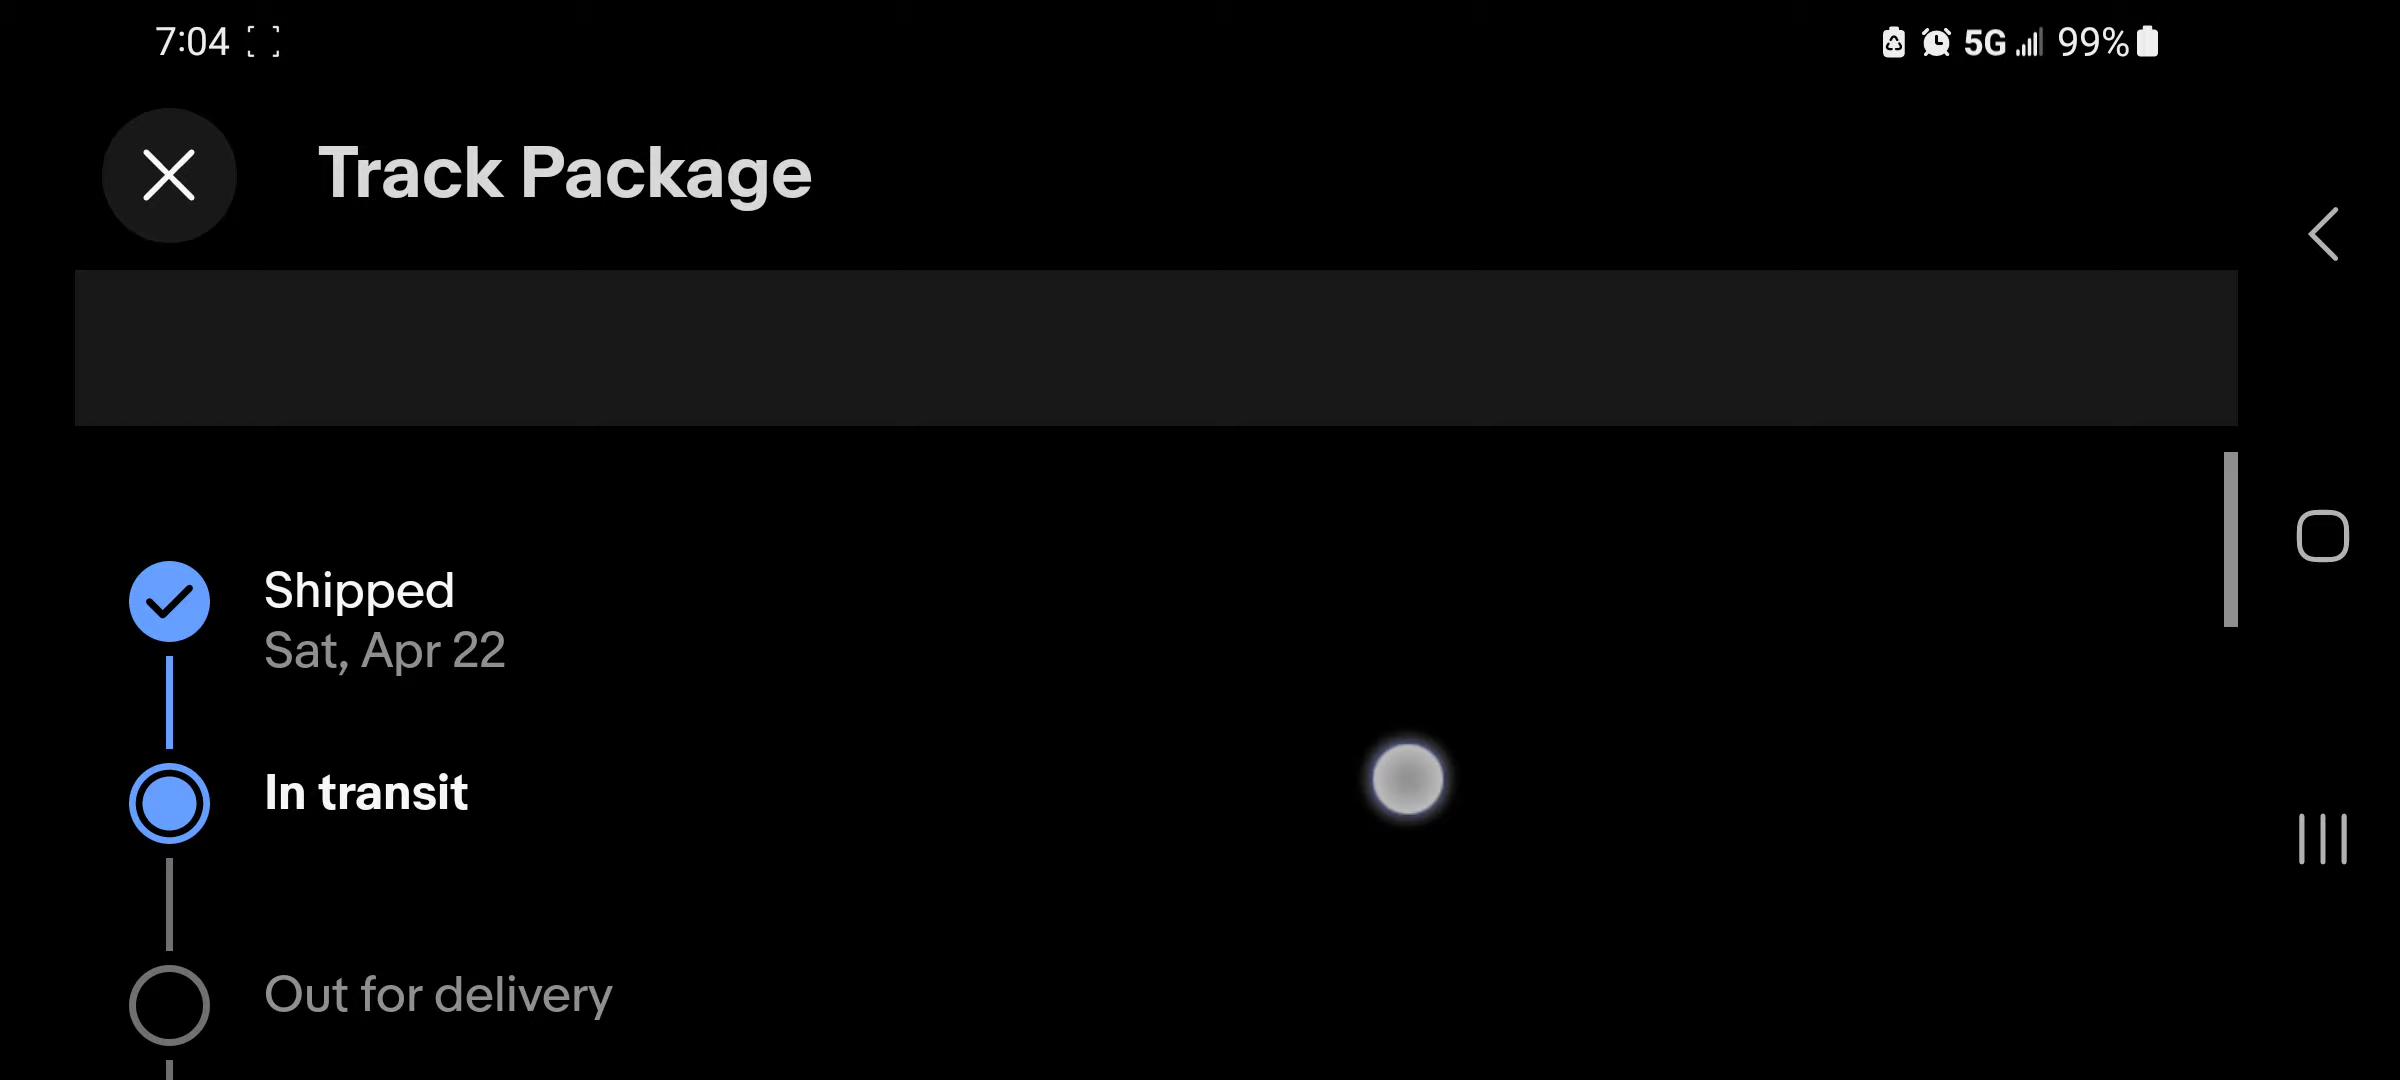 7:04 5G 99%
Track Package
Shipped
Sat, Apr 22
In transit
Out for delivery